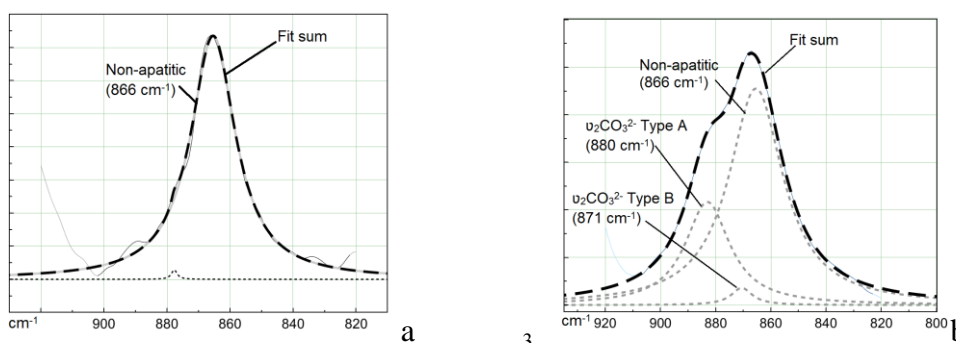 Fit sum
Non-apatitic
(866 cm⁻¹)
cm⁻¹ 900 880 860 840 820
a
Fit sum
Non-apatitic
(866 cm⁻¹)
υ₂CO₃²⁻ Type A
(880 cm⁻¹)
υ₂CO₃²⁻ Type B
(871 cm⁻¹)
cm⁻¹ 920 900 880 860 840 820 800
3
b